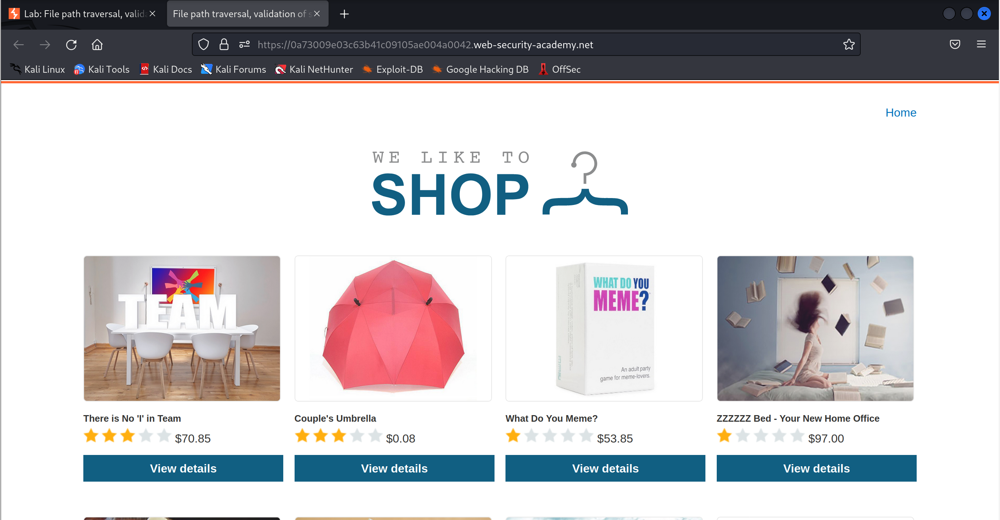 Lab: File path traversal, valida
File path traversal, validation of s
https://0a73009e03c63b41c09105ae004a0042.web-security-academy.net
Kali Linux Kali Tools Kali Docs Kali Forums Kali NetHunter Exploit-DB Google Hacking DB OffSec
Home
WE LIKE TO
SHOP
TEAM
WHAT DO YOU
MEME?
An adult party
game for meme-lovers.
There is No 'I' in Team
$70.85
View details
Couple's Umbrella
$0.08
View details
What Do You Meme?
$53.85
View details
ZZZZZZ Bed - Your New Home Office
$97.00
View details